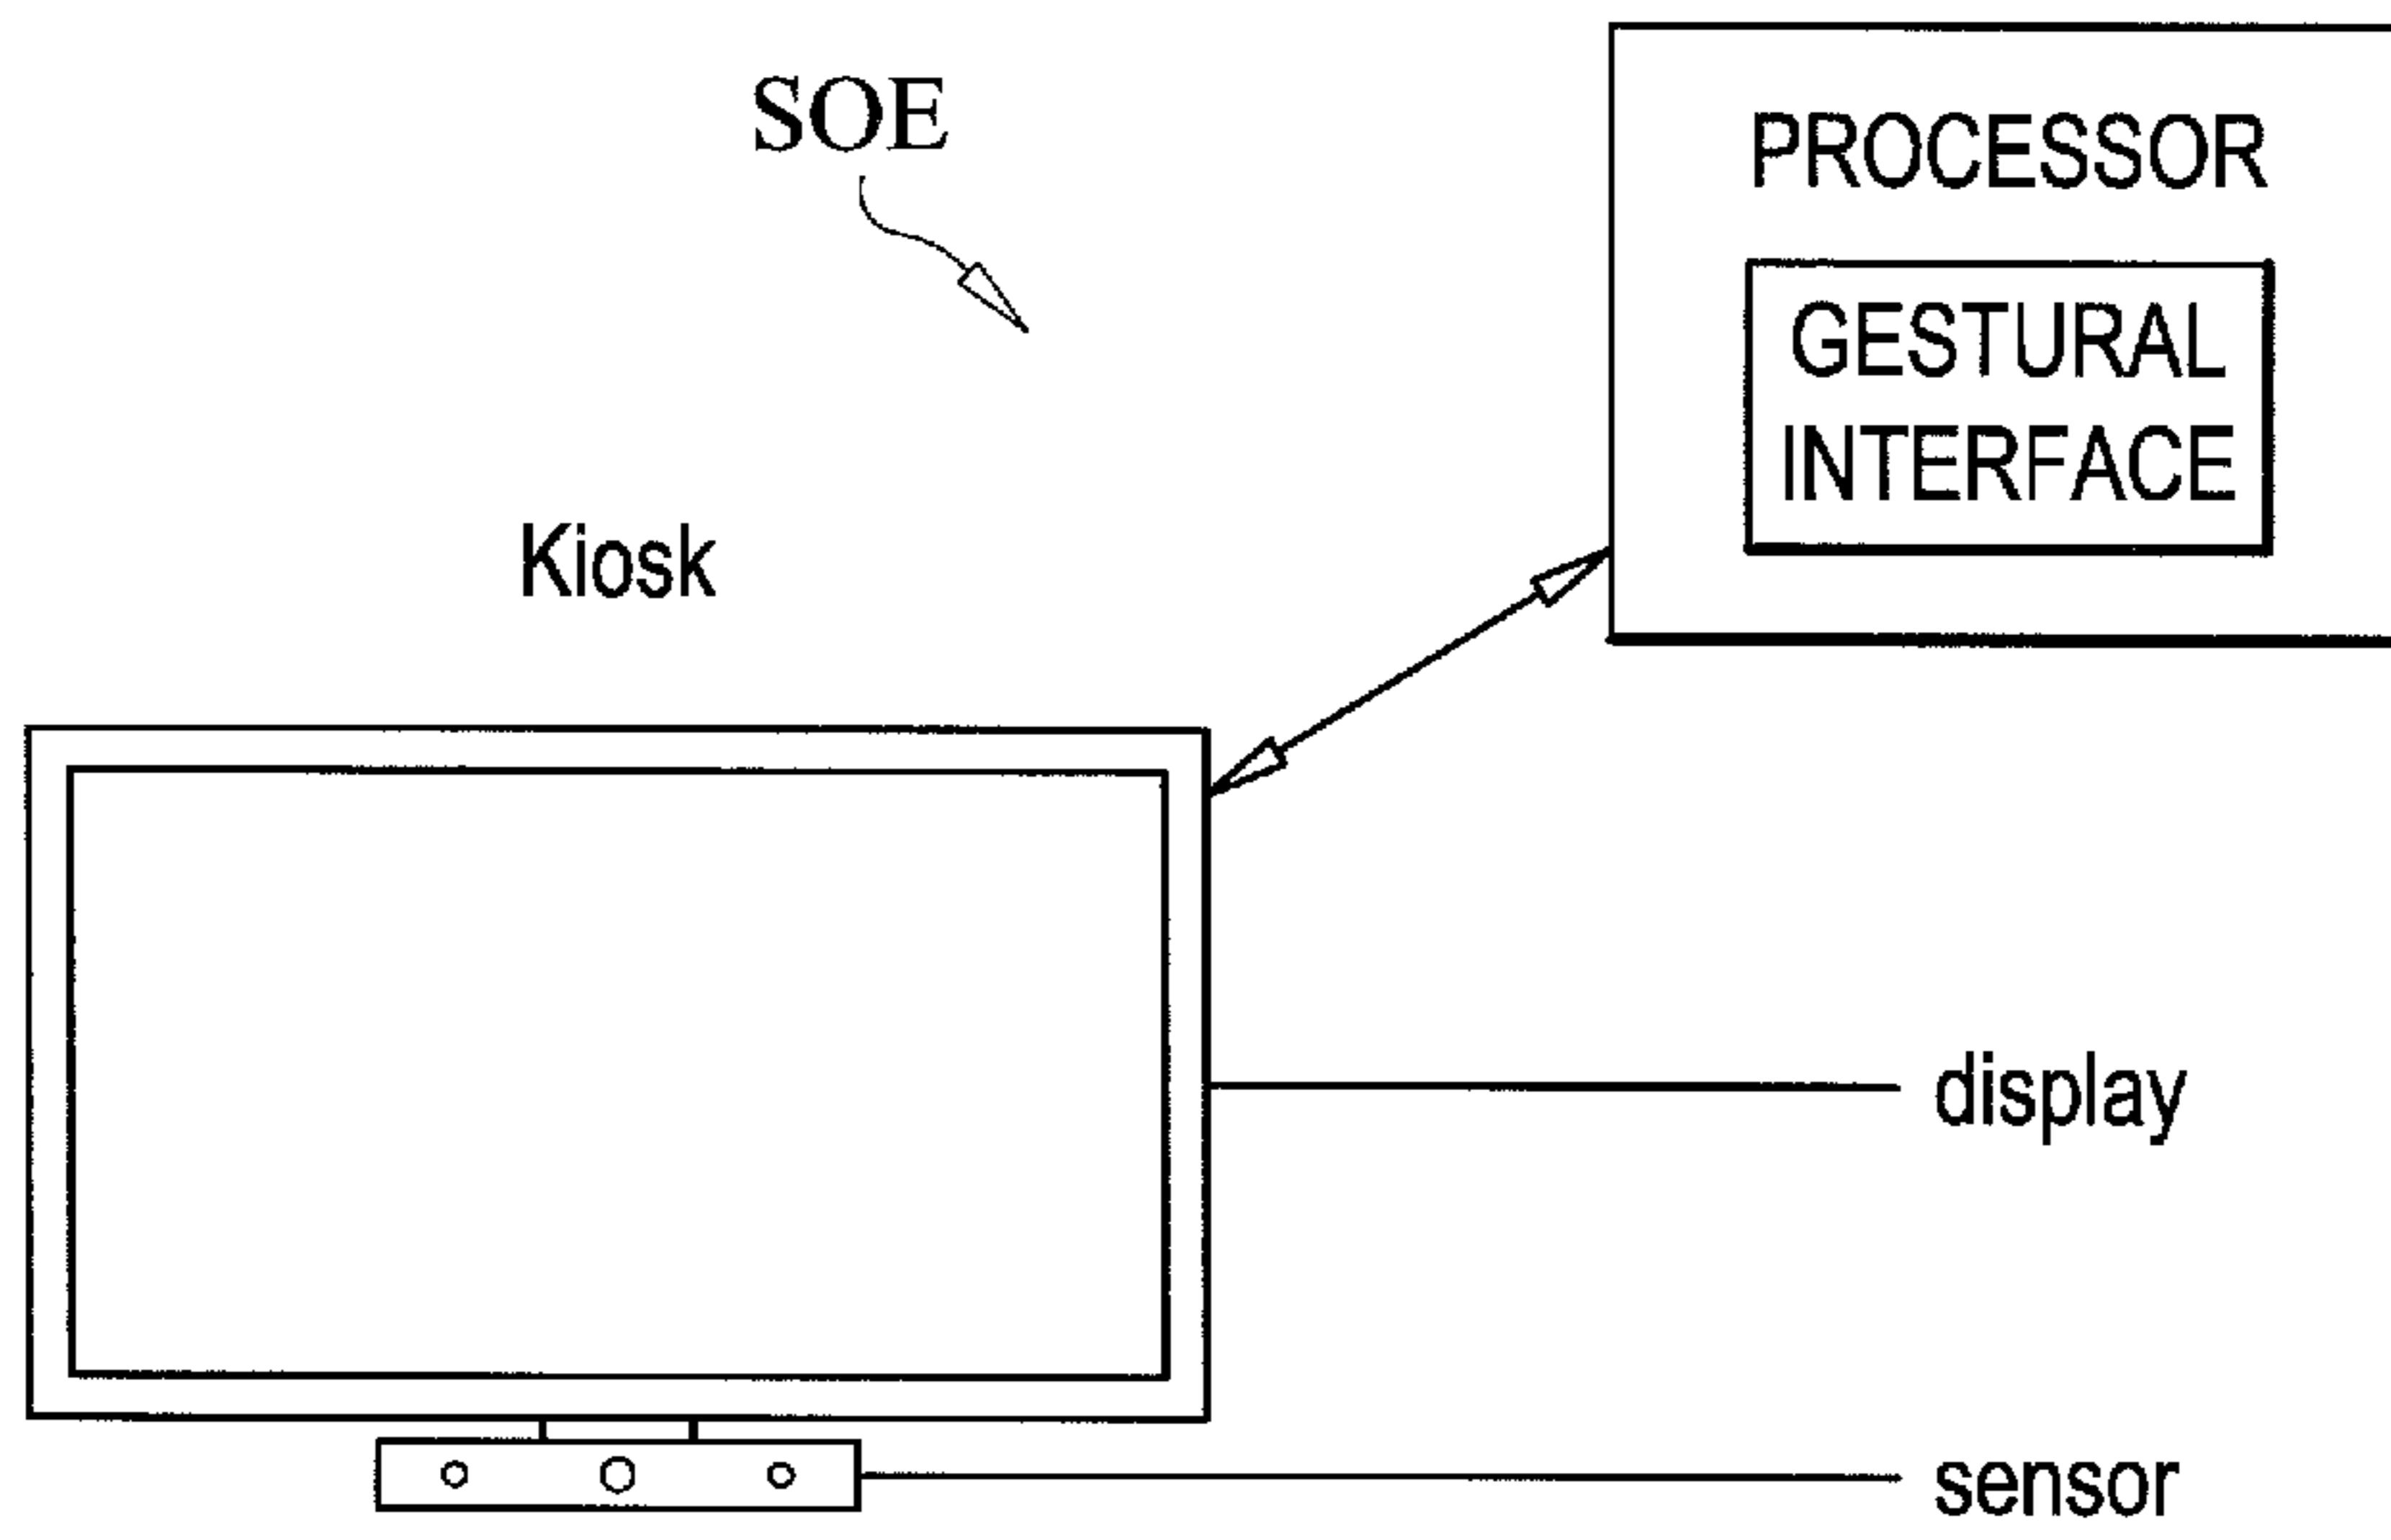 SOE
PROCESSOR
GESTURAL
INTERFACE
Kiosk
display
sensor